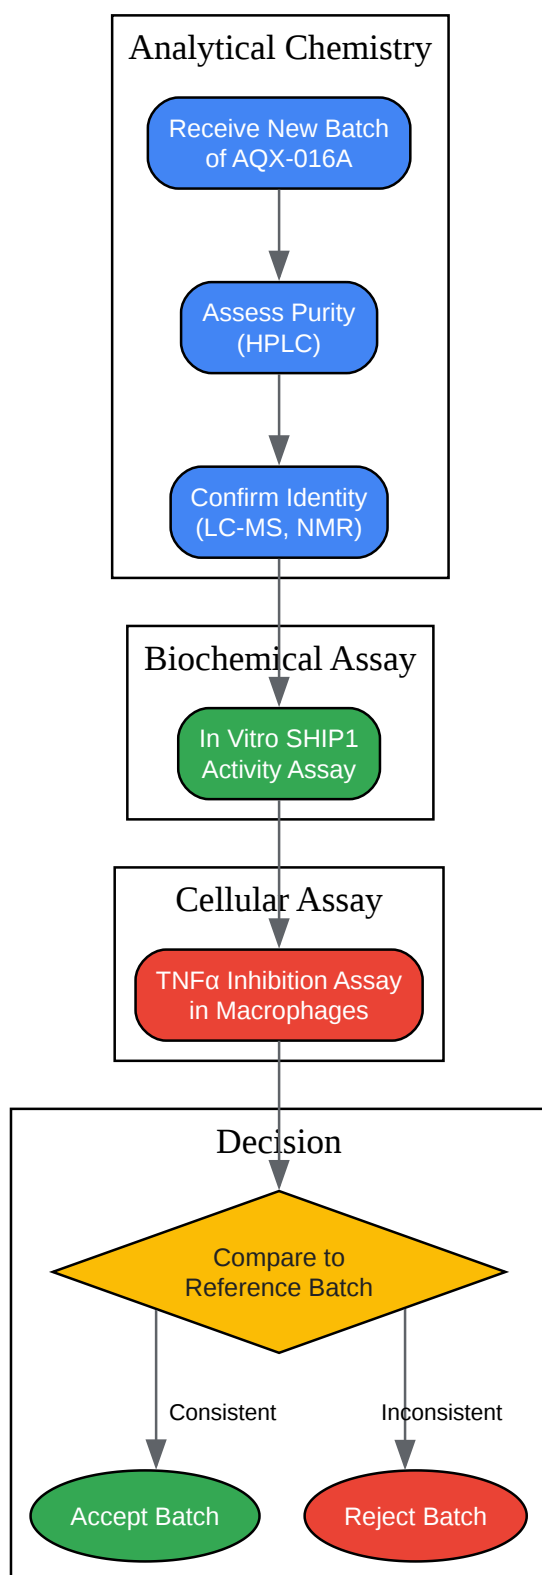 Analytical Chemistry
Receive New Batch
of AQX-016A
Assess Purity
(HPLC)
Confirm Identity
(LC-MS, NMR)
Biochemical Assay
In Vitro SHIP1
Activity Assay
Cellular Assay
TNFα Inhibition Assay
in Macrophages
Decision
Compare to
Reference Batch
Consistent
Inconsistent
Accept Batch
Reject Batch